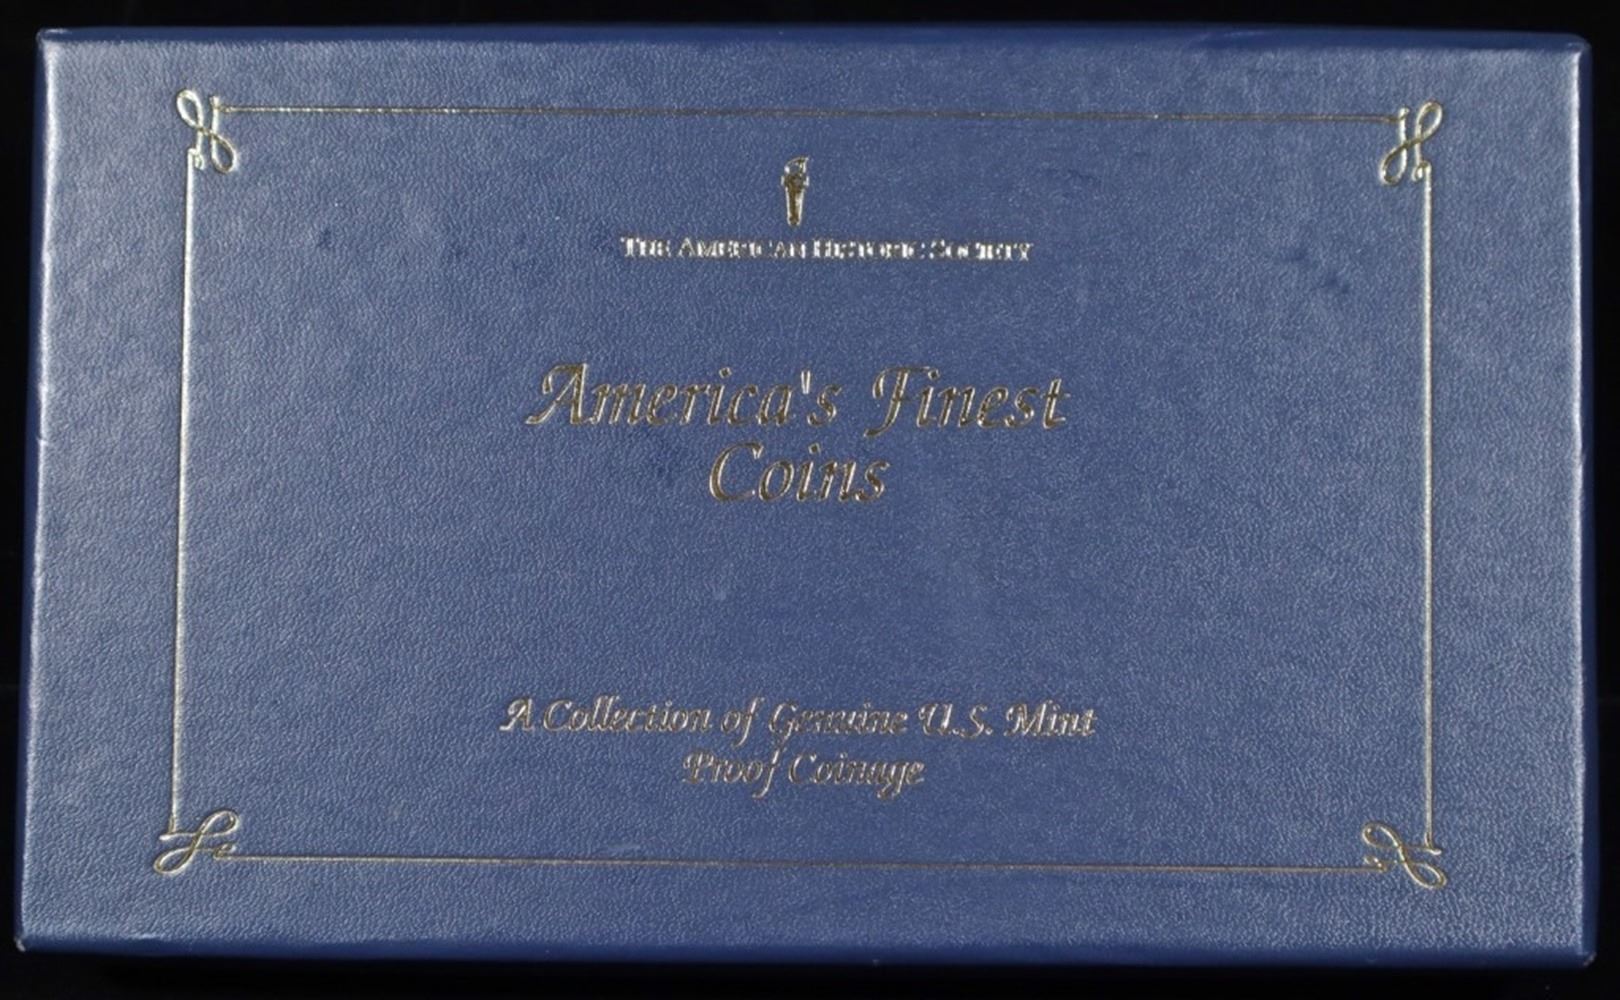 THE AMERICAN HISTORIC SOCIETY
America's Finest
Coins
A Collection of Genuine U.S. Mint
Proof Coinage